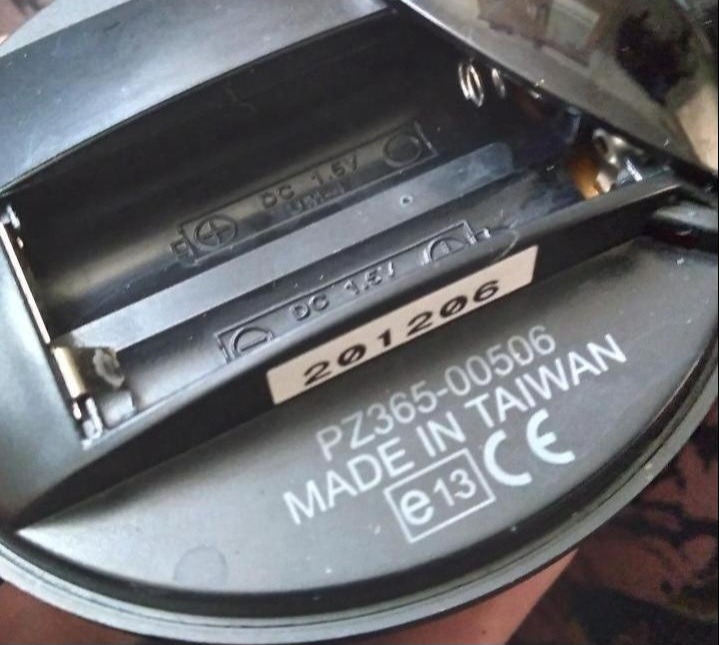 DC 1.5V
DC 1.5V
201206
PZ365-00506
MADE IN TAIWAN
e13 CE